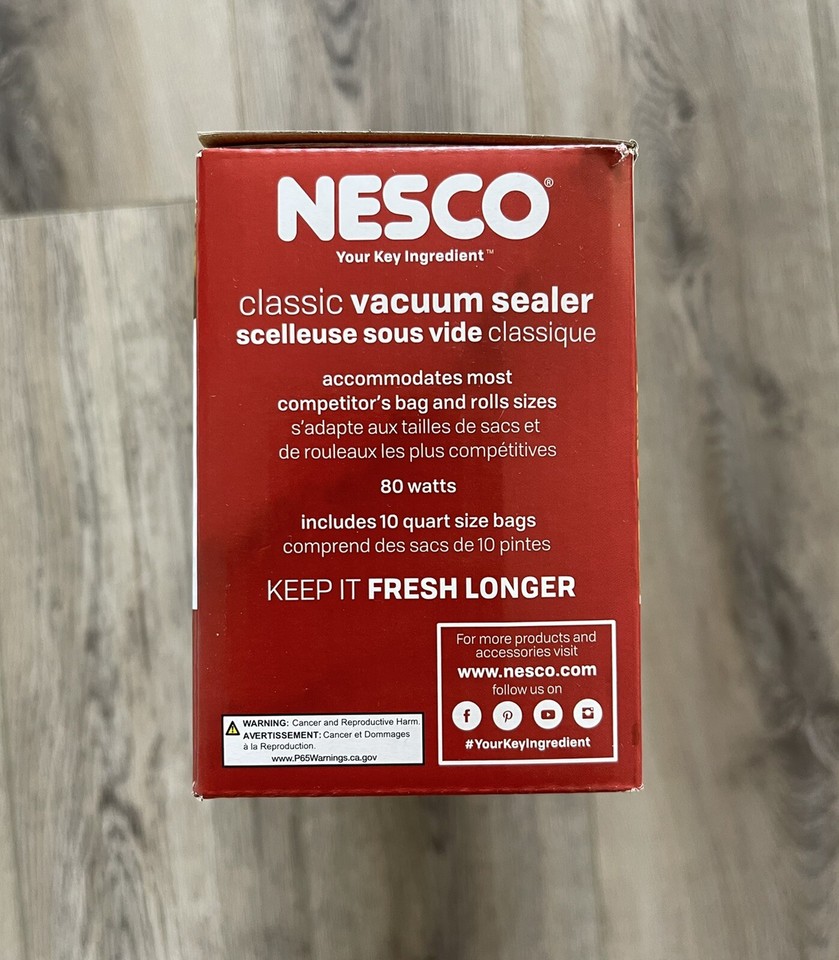 NESCO®
Your Key Ingredient™
classic vacuum sealer
scelleuse sous vide classique
accommodates most
competitor's bag and rolls sizes
s'adapte aux tailles de sacs et
de rouleaux les plus compétitives
80 watts
includes 10 quart size bags
comprend des sacs de 10 pintes
KEEP IT FRESH LONGER
For more products and
accessories visit
www.nesco.com
follow us on
#YourKeyIngredient
WARNING: Cancer and Reproductive Harm.
AVERTISSEMENT: Cancer et Dommages
à la Reproduction.
www.P65Warnings.ca.gov